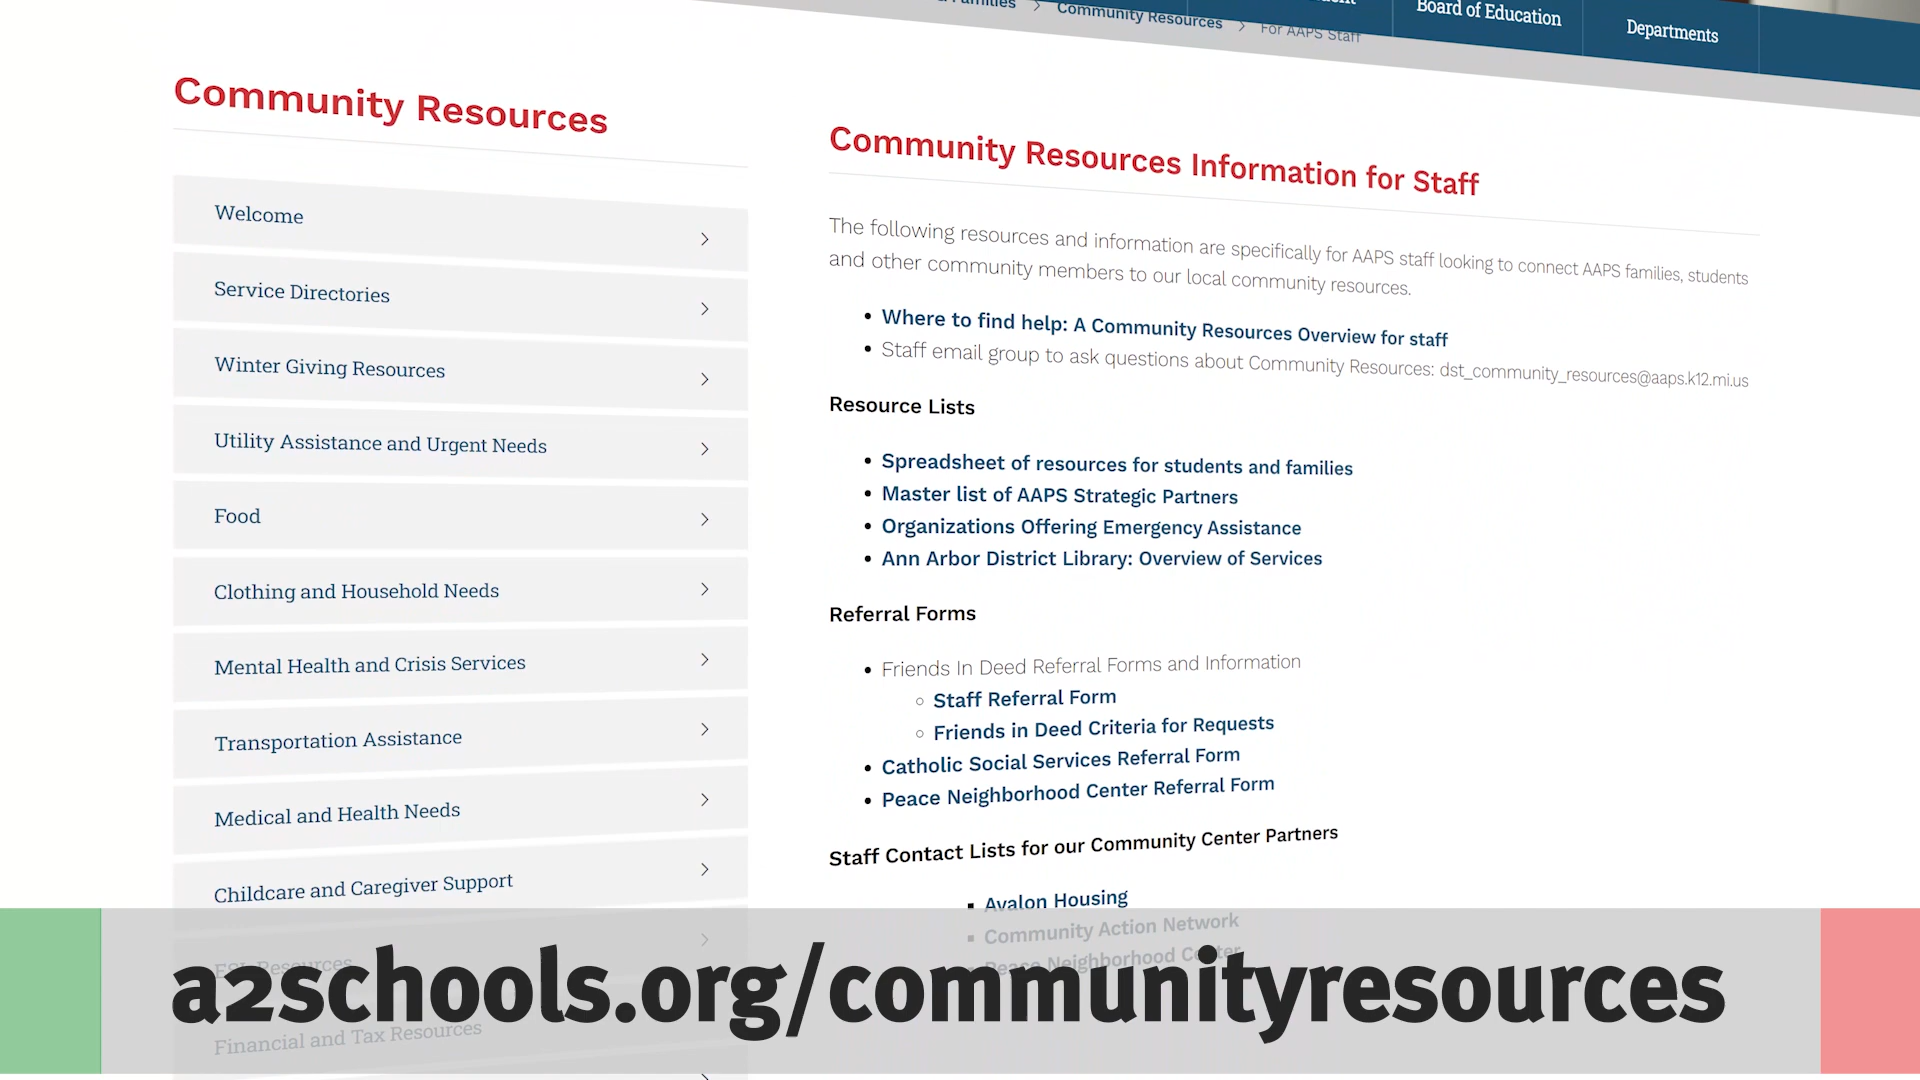 Community Resources
For AAPS Staff
Board of Education
Departments
Community Resources
Welcome
Service Directories
Winter Giving Resources
Utility Assistance and Urgent Needs
Food
Clothing and Household Needs
Mental Health and Crisis Services
Transportation Assistance
Medical and Health Needs
Childcare and Caregiver Support
ESL Resources
Financial and Tax Resources
Community Resources Information for Staff
The following resources and information are specifically for AAPS staff looking to connect AAPS families, students
and other community members to our local community resources.
Where to find help: A Community Resources Overview for staff
Staff email group to ask questions about Community Resources: dst_community_resources@aaps.k12.mi.us
Resource Lists
Spreadsheet of resources for students and families
Master list of AAPS Strategic Partners
Organizations Offering Emergency Assistance
Ann Arbor District Library: Overview of Services
Referral Forms
Friends In Deed Referral Forms and Information
Staff Referral Form
Friends in Deed Criteria for Requests
Catholic Social Services Referral Form
Peace Neighborhood Center Referral Form
Staff Contact Lists for our Community Center Partners
Avalon Housing
Community Action Network
Peace Neighborhood Center
a2schools.org/communityresources